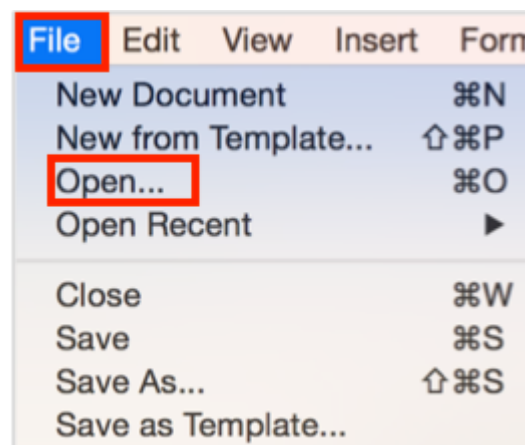 File Edit View Insert Form
New Document ⌘N
New from Template... ⇧⌘P
Open... ⌘O
Open Recent ▶
Close ⌘W
Save ⌘S
Save As... ⇧⌘S
Save as Template...